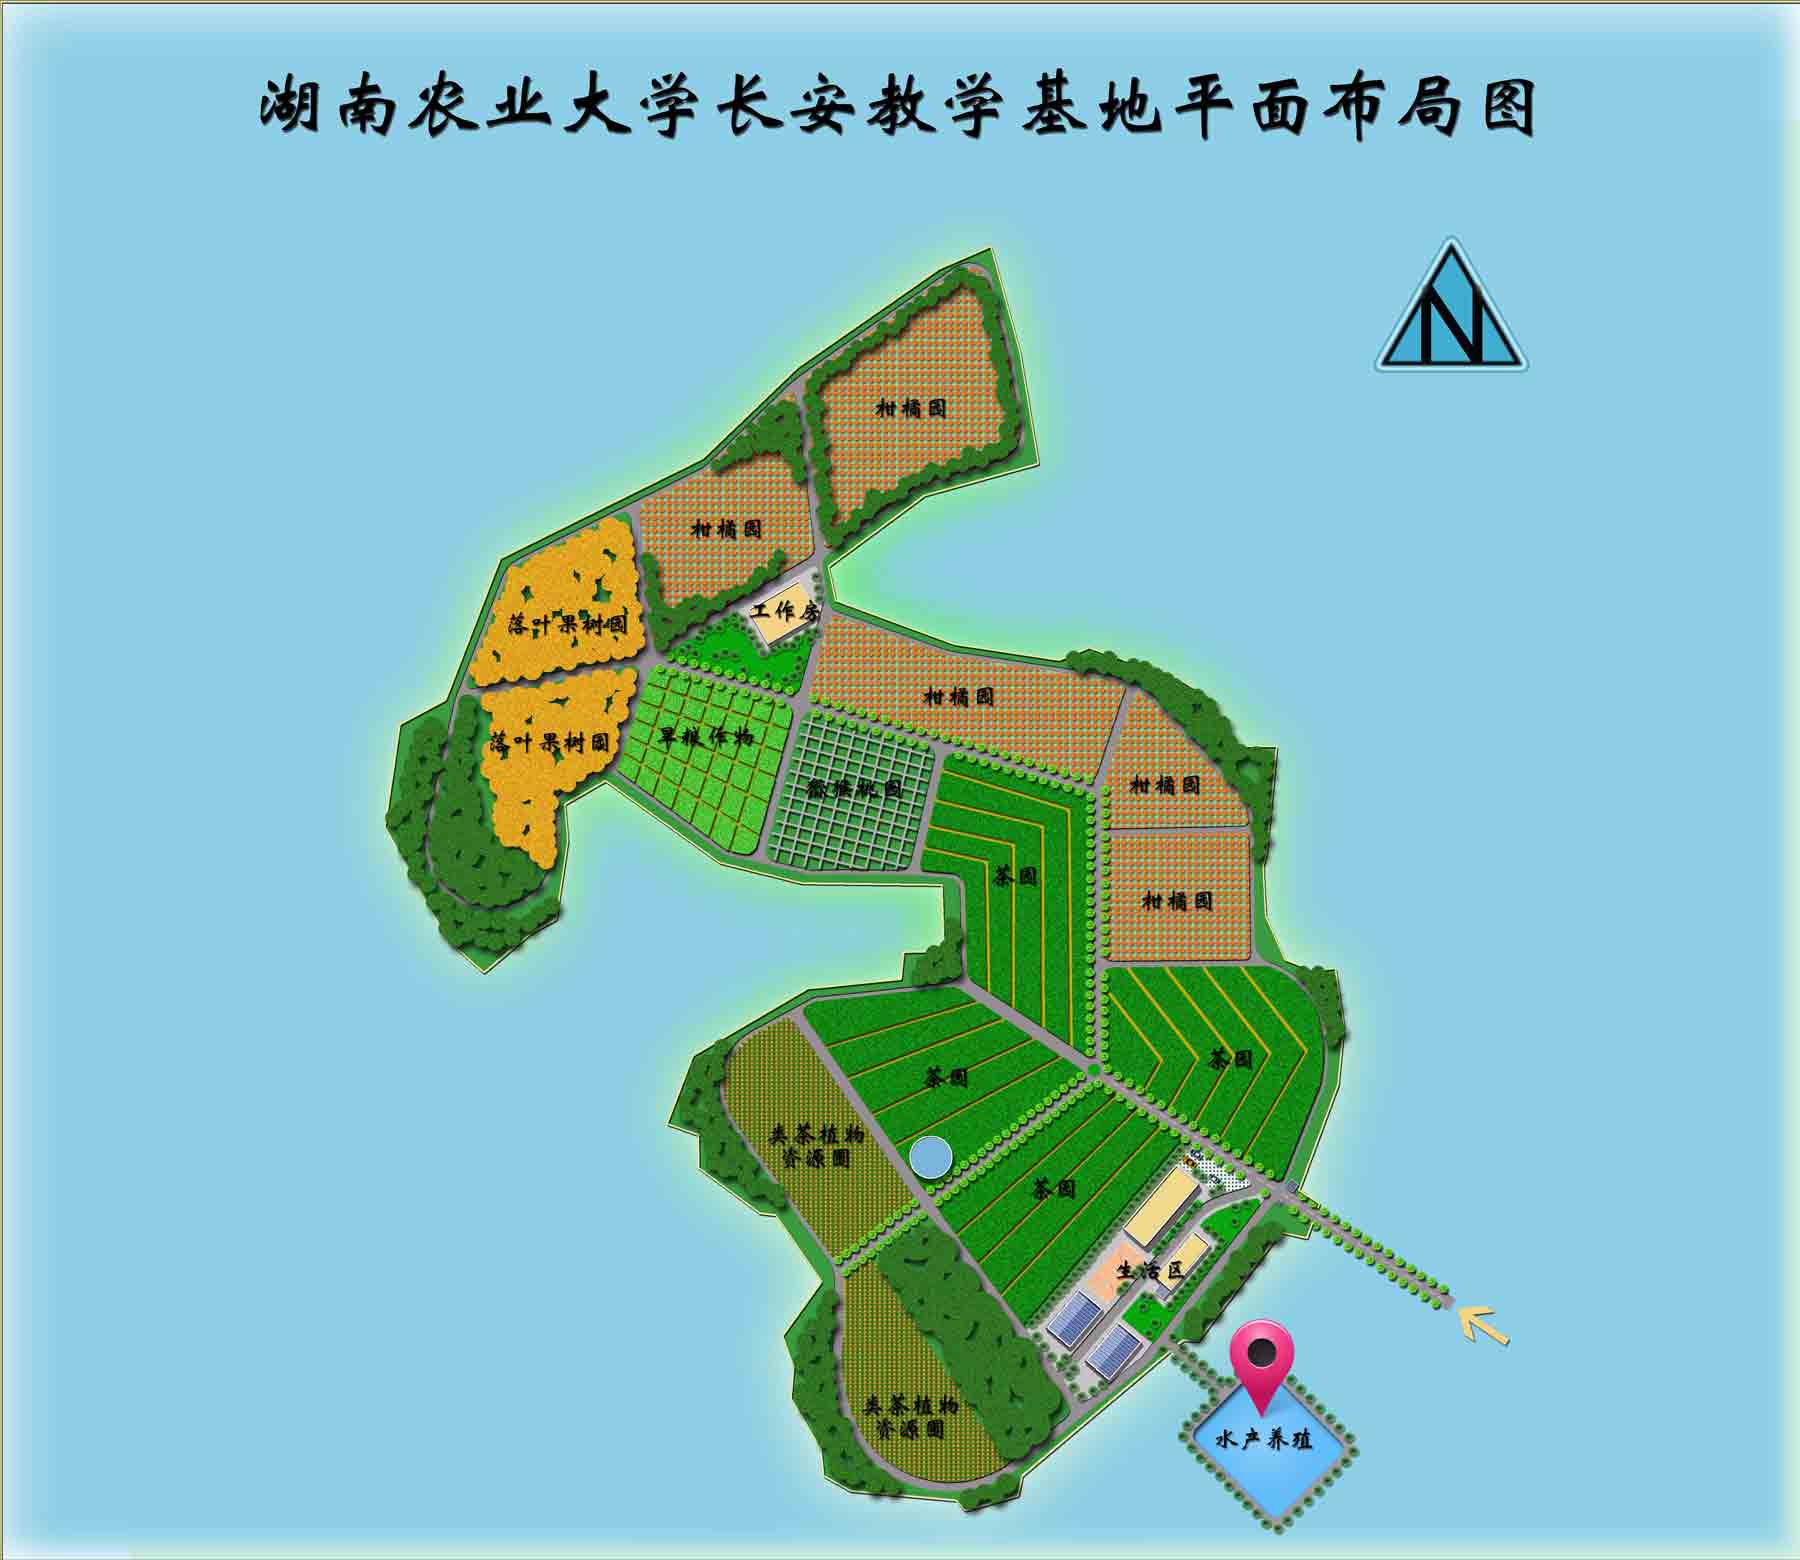 湖南农业大学长安教学基地平面布局图
N
柑橘园
柑橘园
工作房
落叶果树园
柑橘园
旱粮作物
落叶果树园
猕猴桃园
柑橘园
茶园
柑橘园
茶园
茶园
类茶植物
资源圃
茶园
生活区
类茶植物
资源圃
水产养殖